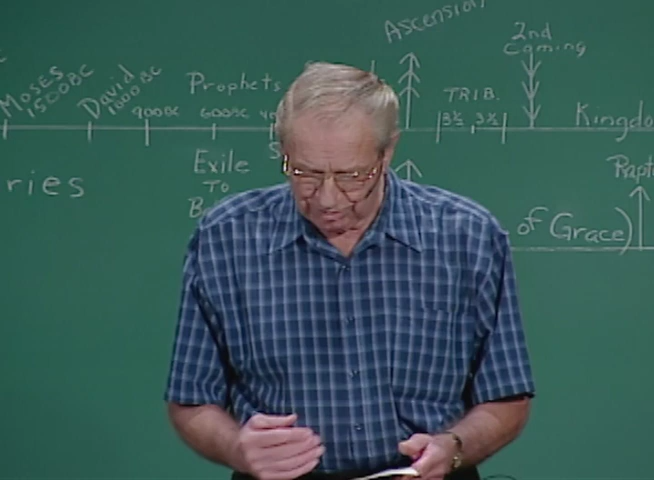 Ascension
2nd
Coming
Moses
1500BC
David
1000BC
Prophets
TRIB.
900BC
600BC
3½
3½
Kingdo
ries
Exile
TO
B
Rapt
of Grace)